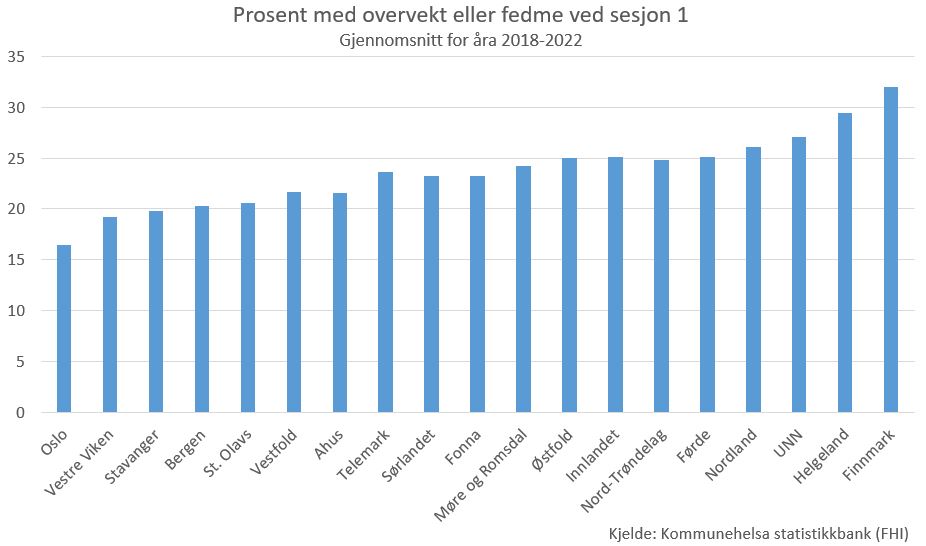 Prosent med overvekt eller fedme ved sesjon 1
Gjennomsnitt for åra 2018-2022
35
30
25
20
15
10
5
0
Oslo
Vestre Viken
Stavanger
Bergen
St. Olavs
Vestfold
Ahus
Telemark
Sørlandet
Fonna
Møre og Romsdal
Østfold
Innlandet
Nord-Trøndelag
Førde
Nordland
UNN
Helgeland
Finnmark
Kjelde: Kommunehelsa statistikkbank (FHI)